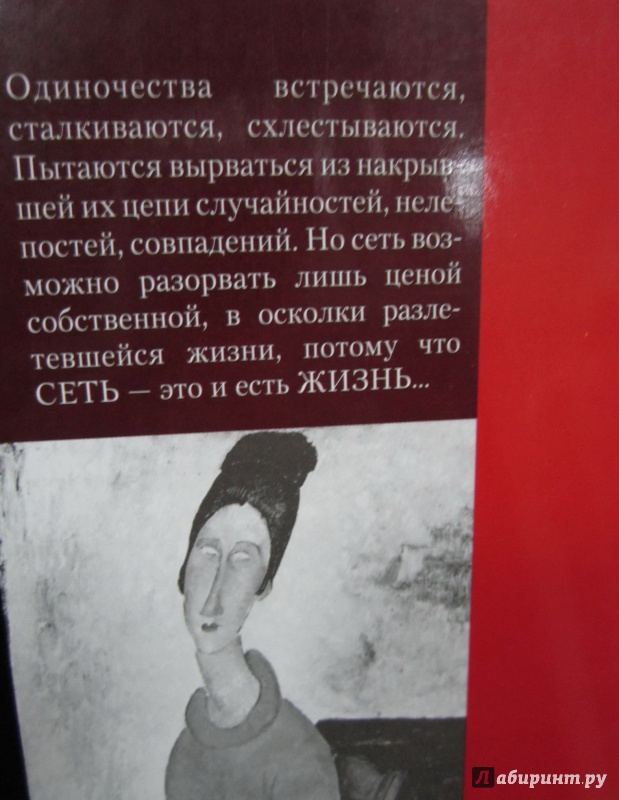 Одиночества встречаются,
сталкиваются, схлестываются.
Пытаются вырваться из накрыв-
шей их цепи случайностей, неле-
постей, совпадений. Но сеть воз-
можно разорвать лишь ценой
собственной, в осколки разле-
тевшейся жизни, потому что
СЕТЬ — это и есть ЖИЗНЬ...
Лабиринт.ру